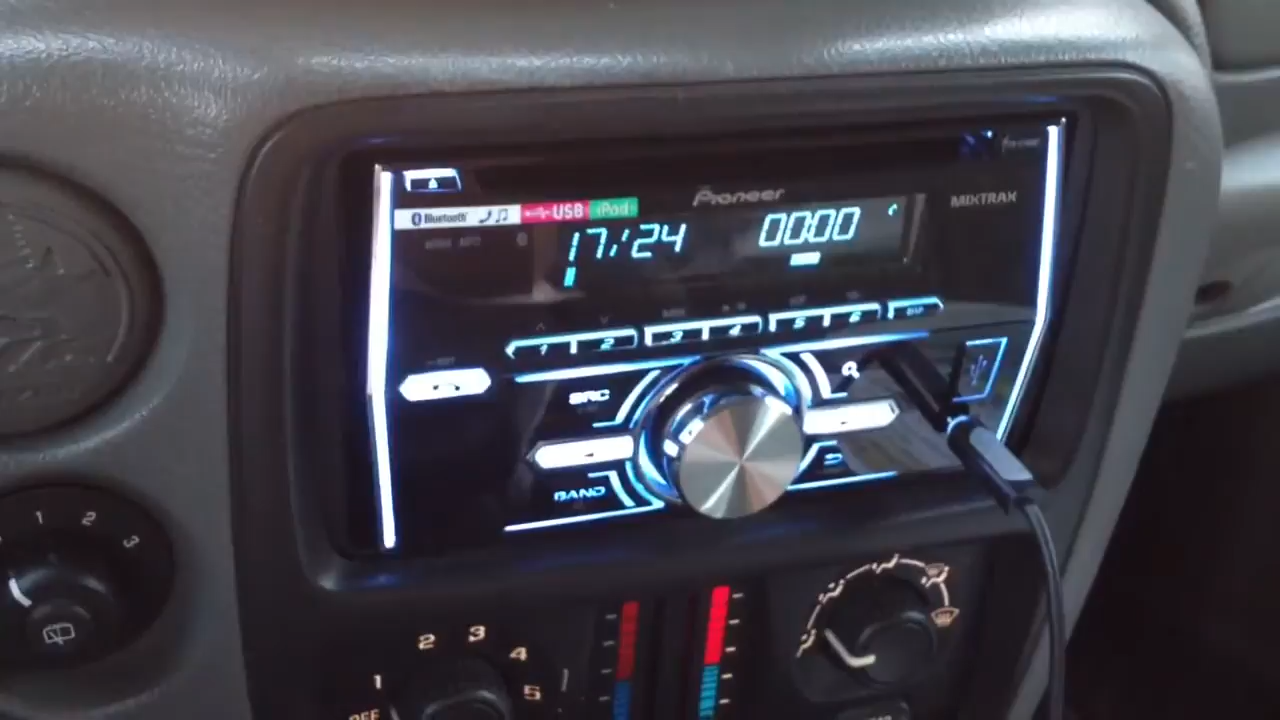 Pioneer
MIXTRAX
Bluetooth USB iPod
17/24 00:00
1 2 3 4 5 6
SRC
BAND
1 2 3
1 2 3 4 5
OFF